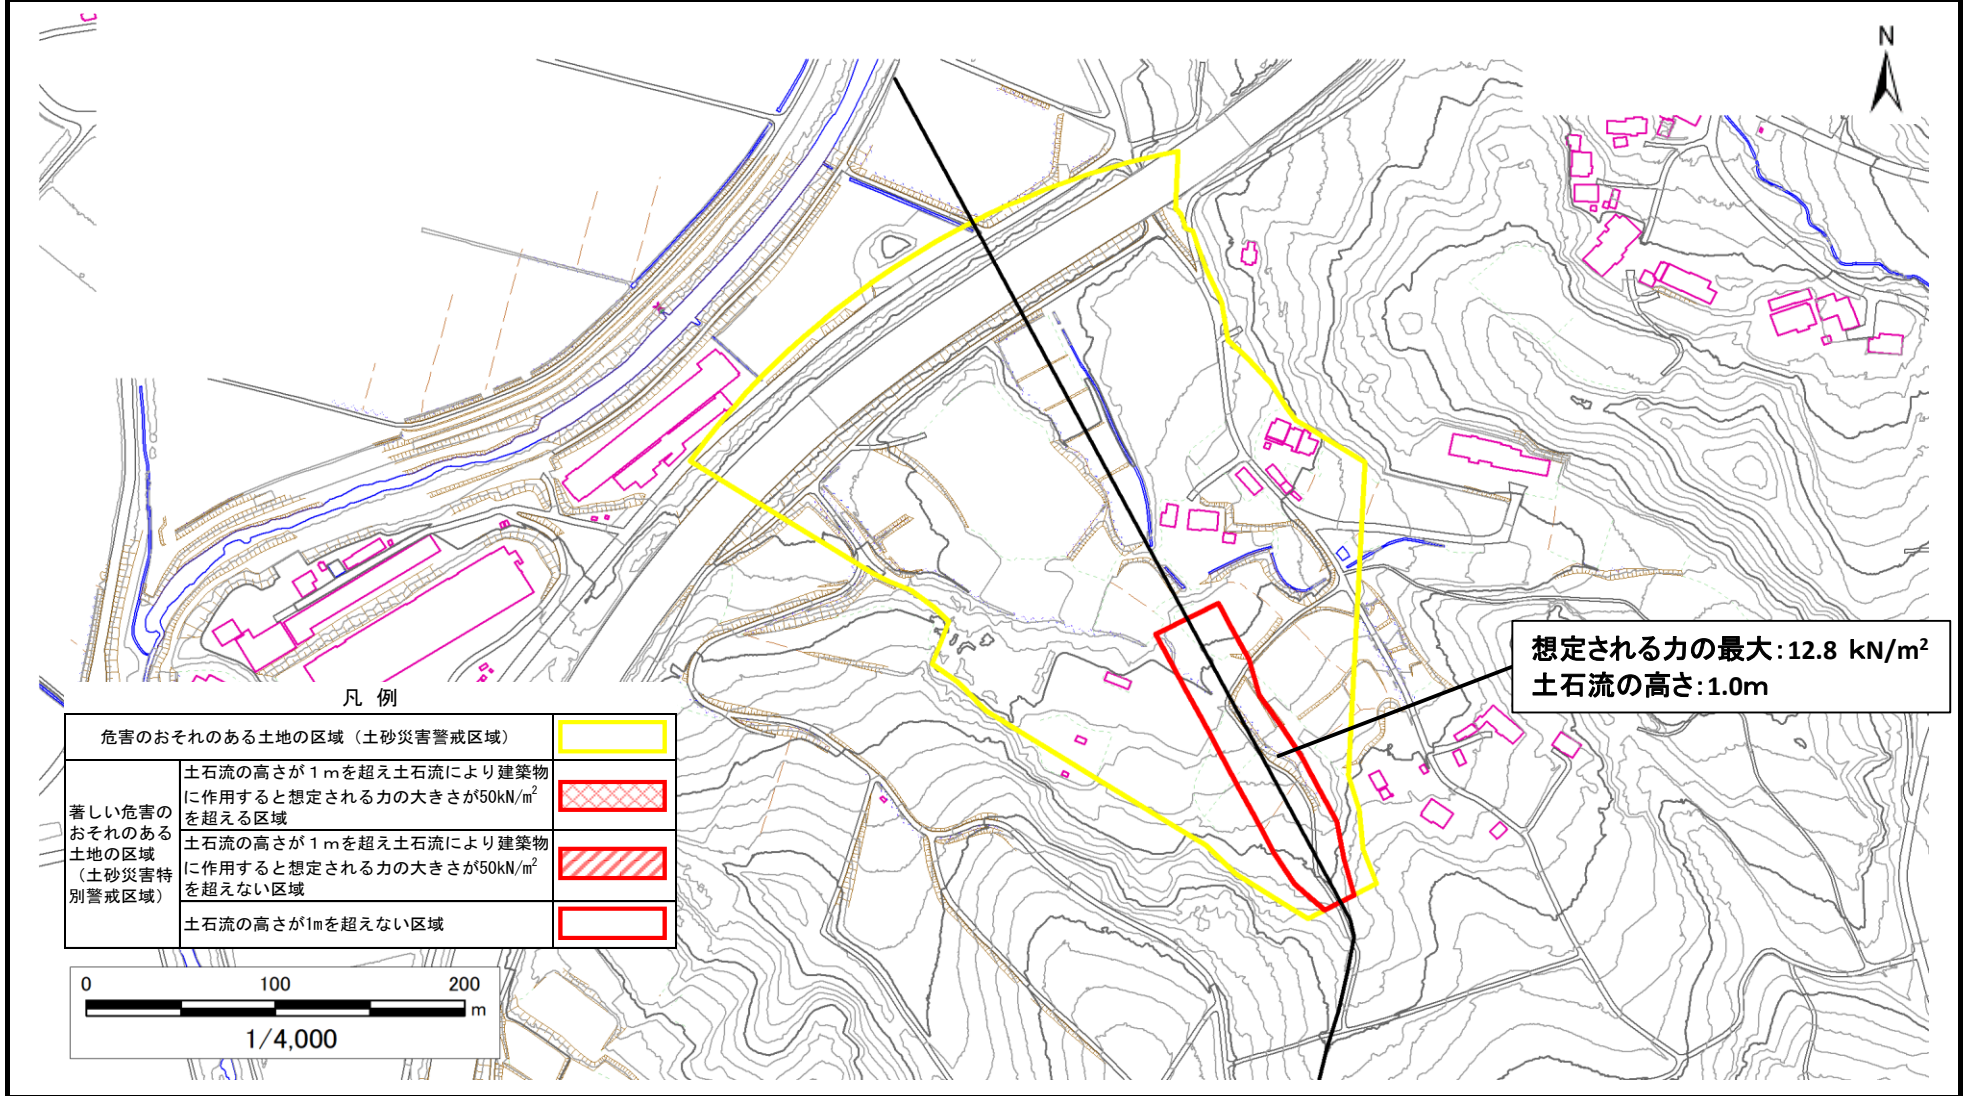 N
想定される力の最大:12.8 kN/m²
土石流の高さ:1.0m
凡 例
危害のおそれのある土地の区域（土砂災害警戒区域）
著しい危害の
おそれのある
土地の区域
（土砂災害特
別警戒区域）
土石流の高さが１ｍを超え土石流により建築物
に作用すると想定される力の大きさが50kN/㎡
を超える区域
土石流の高さが１ｍを超え土石流により建築物
に作用すると想定される力の大きさが50kN/㎡
を超えない区域
土石流の高さが1mを超えない区域
0 100 200
m
1/4,000